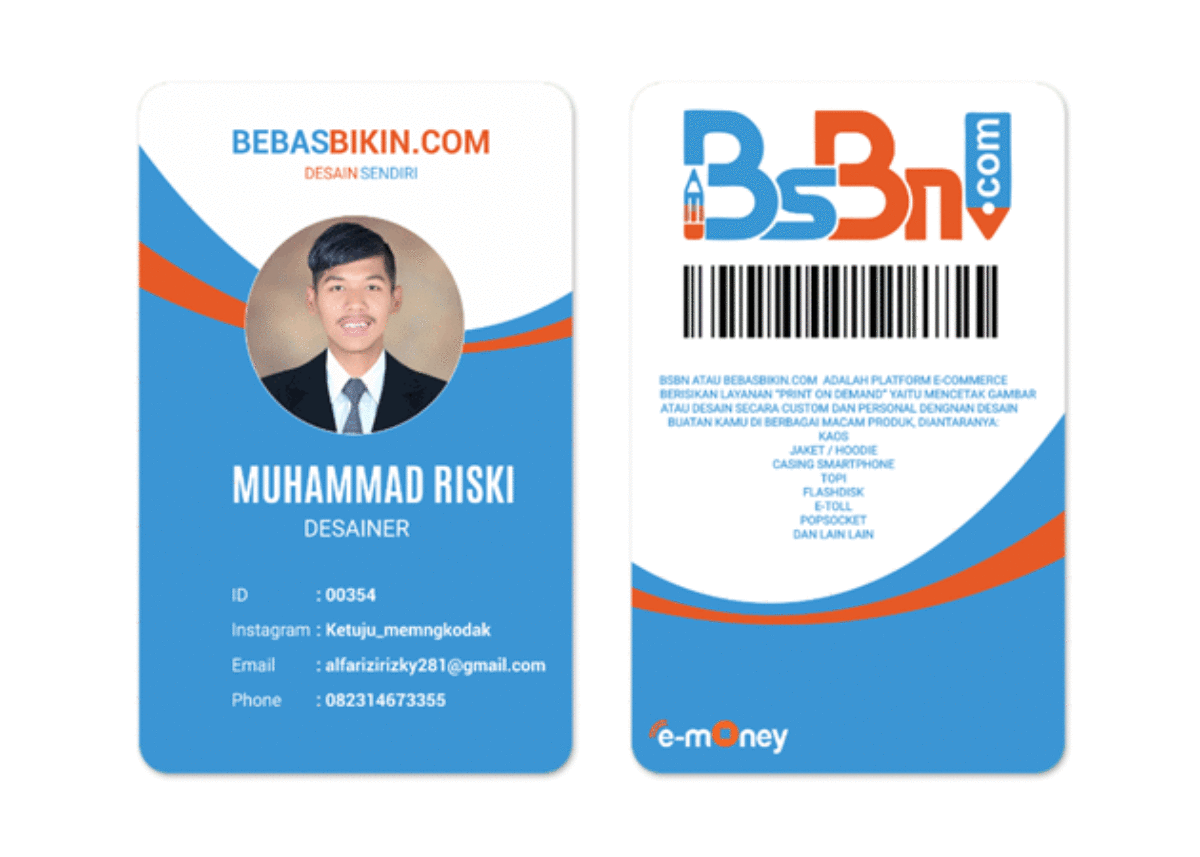 BEBASBIKIN.COM
DESAIN SENDIRI
MUHAMMAD RISKI
DESAINER
ID : 00354
Instagram : Ketuju_memngkodak
Email : alfarizirizky281@gmail.com
Phone : 082314673355
BsBn.com
BSBN ATAU BEBASBIKIN.COM ADALAH PLATFORM E-COMMERCE
BERISIKAN LAYANAN "PRINT ON DEMAND" YAITU MENCETAK GAMBAR
ATAU DESAIN SECARA CUSTOM DAN PERSONAL DENGNAN DESAIN
BUATAN KAMU DI BERBAGAI MACAM PRODUK, DIANTARANYA:
KAOS
JAKET / HOODIE
CASING SMARTPHONE
TOPI
FLASHDISK
E-TOLL
POPSOCKET
DAN LAIN LAIN
e-money